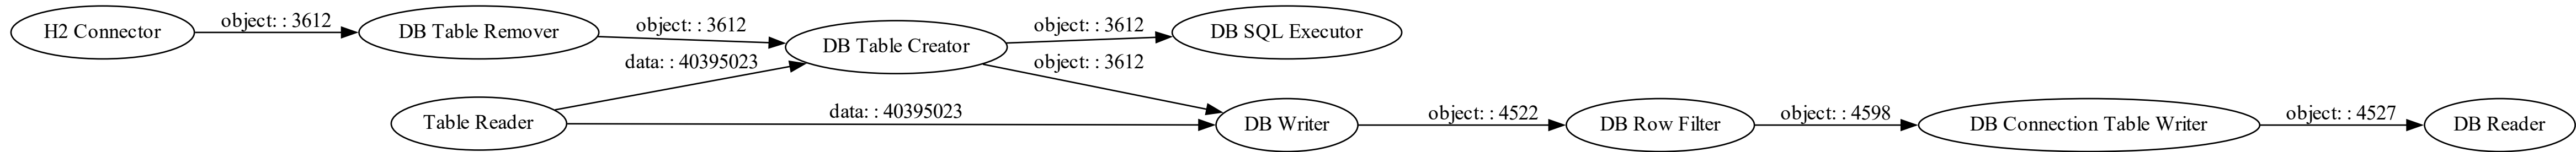 H2 Connector
object: : 3612
DB Table Remover
object: : 3612
DB Table Creator
object: : 3612
DB SQL Executor
data: : 40395023
object: : 3612
Table Reader
data: : 40395023
DB Writer
object: : 4522
DB Row Filter
object: : 4598
DB Connection Table Writer
object: : 4527
DB Reader